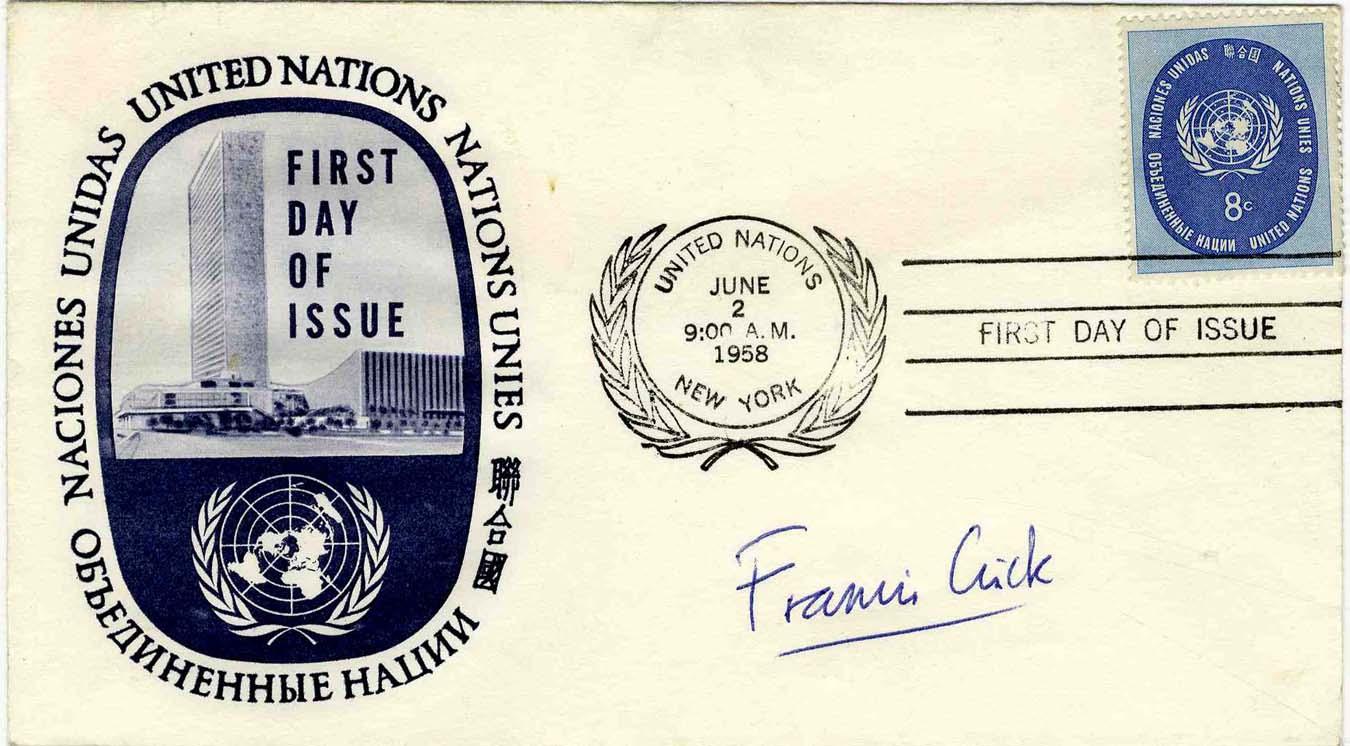 UNITED NATIONS
NATIONS UNIES
聯合國
ОБЪЕДИНЕННЫЕ НАЦИИ
NACIONES UNIDAS
FIRST
DAY
OF
ISSUE
UNITED NATIONS
JUNE
2
9:00 A.M.
1958
NEW YORK
FIRST DAY OF ISSUE
NACIONES UNIDAS
聯合國
NATIONS UNIES
UNITED NATIONS
ОБЪЕДИНЕННЫЕ НАЦИИ
8c
Francis Crick